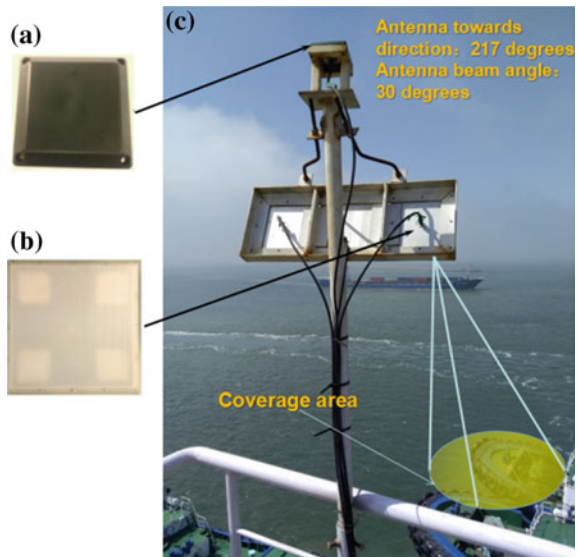 (a)
(b)
(c)
Antenna towards
direction：217 degrees
Antenna beam angle：
30 degrees
Coverage area